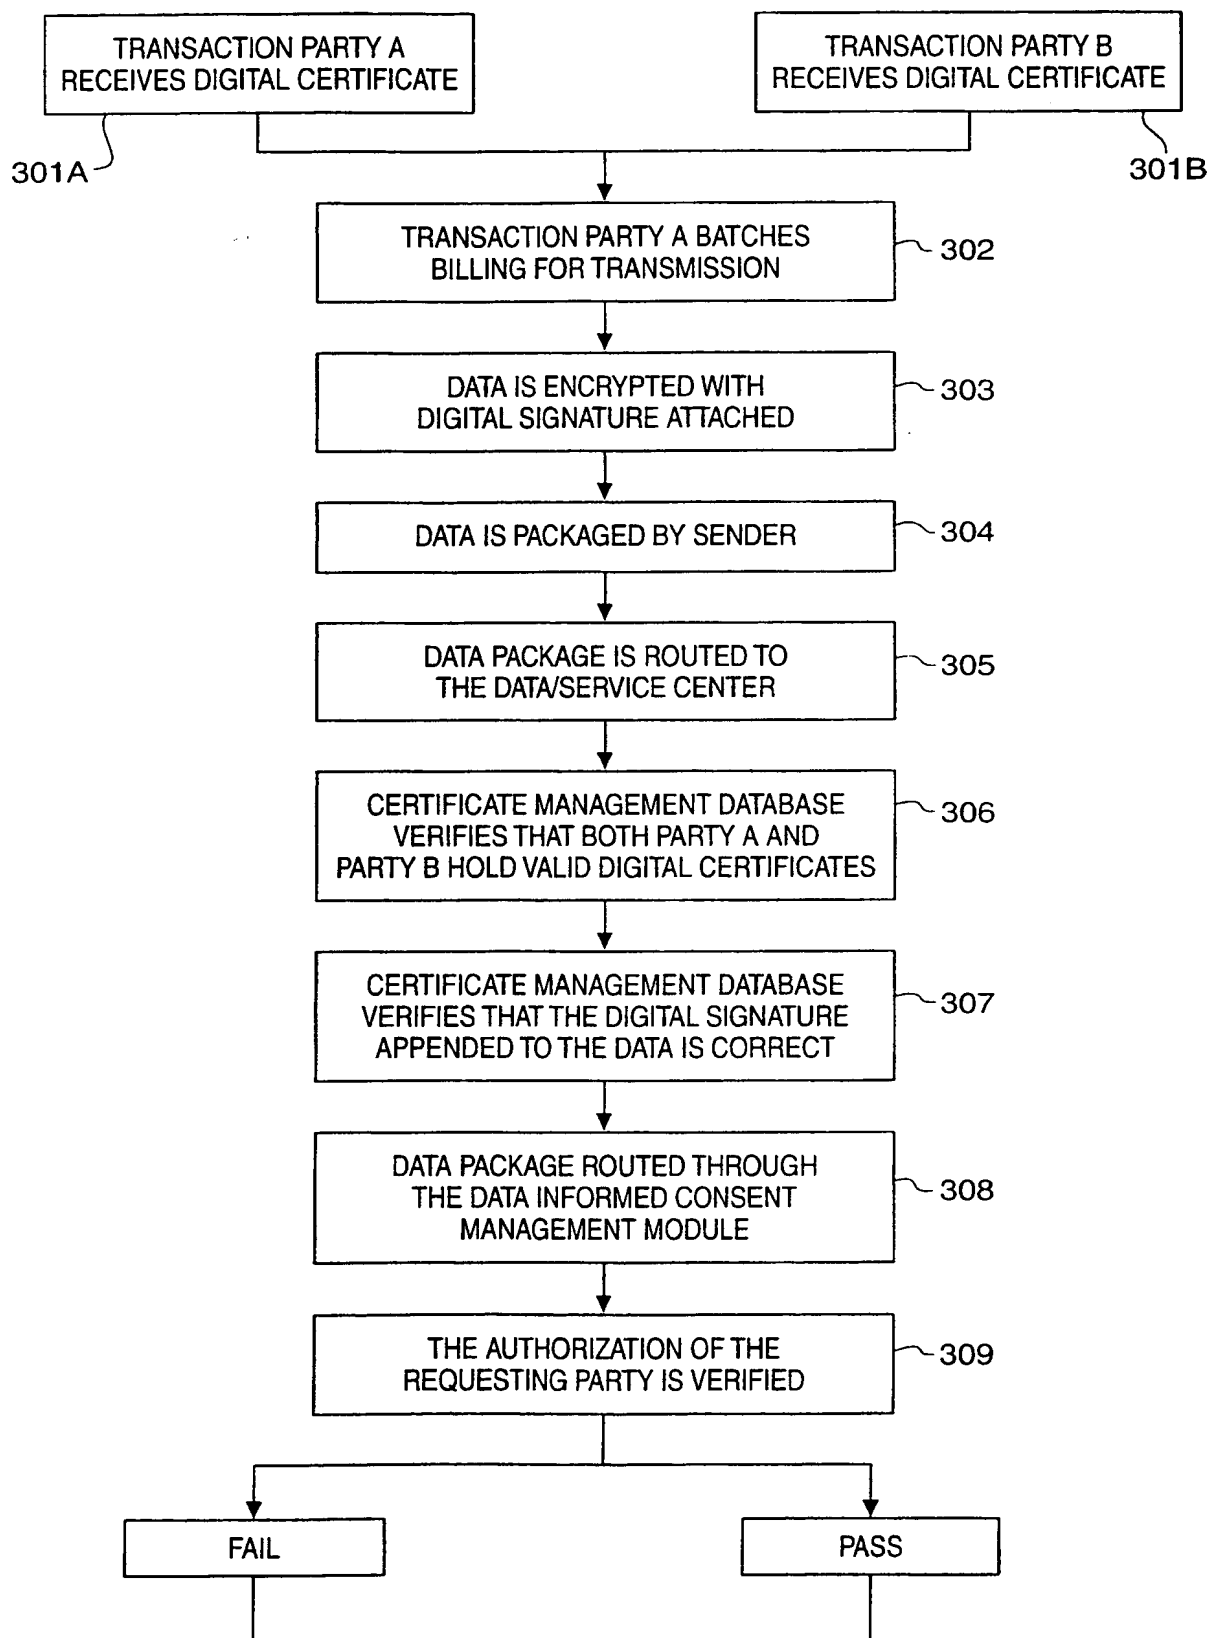 TRANSACTION PARTY A
RECEIVES DIGITAL CERTIFICATE
TRANSACTION PARTY B
RECEIVES DIGITAL CERTIFICATE
301A
301B
TRANSACTION PARTY A BATCHES
BILLING FOR TRANSMISSION
302
DATA IS ENCRYPTED WITH
DIGITAL SIGNATURE ATTACHED
303
DATA IS PACKAGED BY SENDER
304
DATA PACKAGE IS ROUTED TO
THE DATA/SERVICE CENTER
305
CERTIFICATE MANAGEMENT DATABASE
VERIFIES THAT BOTH PARTY A AND
PARTY B HOLD VALID DIGITAL CERTIFICATES
306
CERTIFICATE MANAGEMENT DATABASE
VERIFIES THAT THE DIGITAL SIGNATURE
APPENDED TO THE DATA IS CORRECT
307
DATA PACKAGE ROUTED THROUGH
THE DATA INFORMED CONSENT
MANAGEMENT MODULE
308
THE AUTHORIZATION OF THE
REQUESTING PARTY IS VERIFIED
309
FAIL
PASS